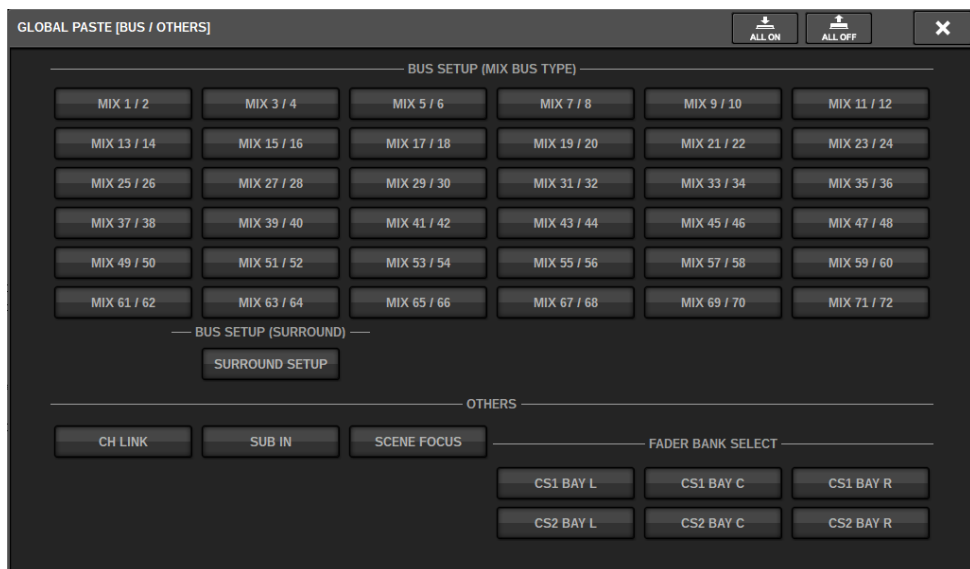 GLOBAL PASTE [BUS / OTHERS]
ALL ON
ALL OFF
BUS SETUP (MIX BUS TYPE)
MIX 1 / 2 MIX 3 / 4 MIX 5 / 6 MIX 7 / 8 MIX 9 / 10 MIX 11 / 12
MIX 13 / 14 MIX 15 / 16 MIX 17 / 18 MIX 19 / 20 MIX 21 / 22 MIX 23 / 24
MIX 25 / 26 MIX 27 / 28 MIX 29 / 30 MIX 31 / 32 MIX 33 / 34 MIX 35 / 36
MIX 37 / 38 MIX 39 / 40 MIX 41 / 42 MIX 43 / 44 MIX 45 / 46 MIX 47 / 48
MIX 49 / 50 MIX 51 / 52 MIX 53 / 54 MIX 55 / 56 MIX 57 / 58 MIX 59 / 60
MIX 61 / 62 MIX 63 / 64 MIX 65 / 66 MIX 67 / 68 MIX 69 / 70 MIX 71 / 72
BUS SETUP (SURROUND)
SURROUND SETUP
OTHERS
CH LINK SUB IN SCENE FOCUS
FADER BANK SELECT
CS1 BAY L CS1 BAY C CS1 BAY R
CS2 BAY L CS2 BAY C CS2 BAY R